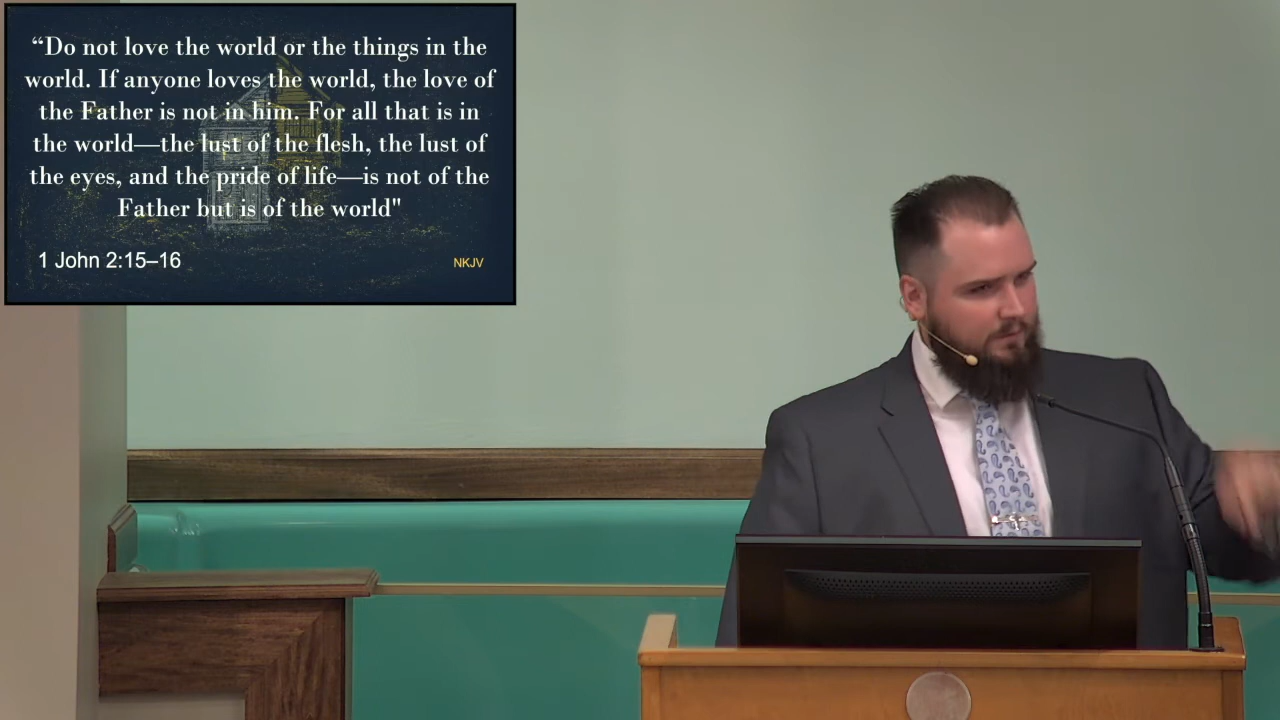 “Do not love the world or the things in the
world. If anyone loves the world, the love of
the Father is not in him. For all that is in
the world—the lust of the flesh, the lust of
the eyes, and the pride of life—is not of the
Father but is of the world"
1 John 2:15–16
NKJV